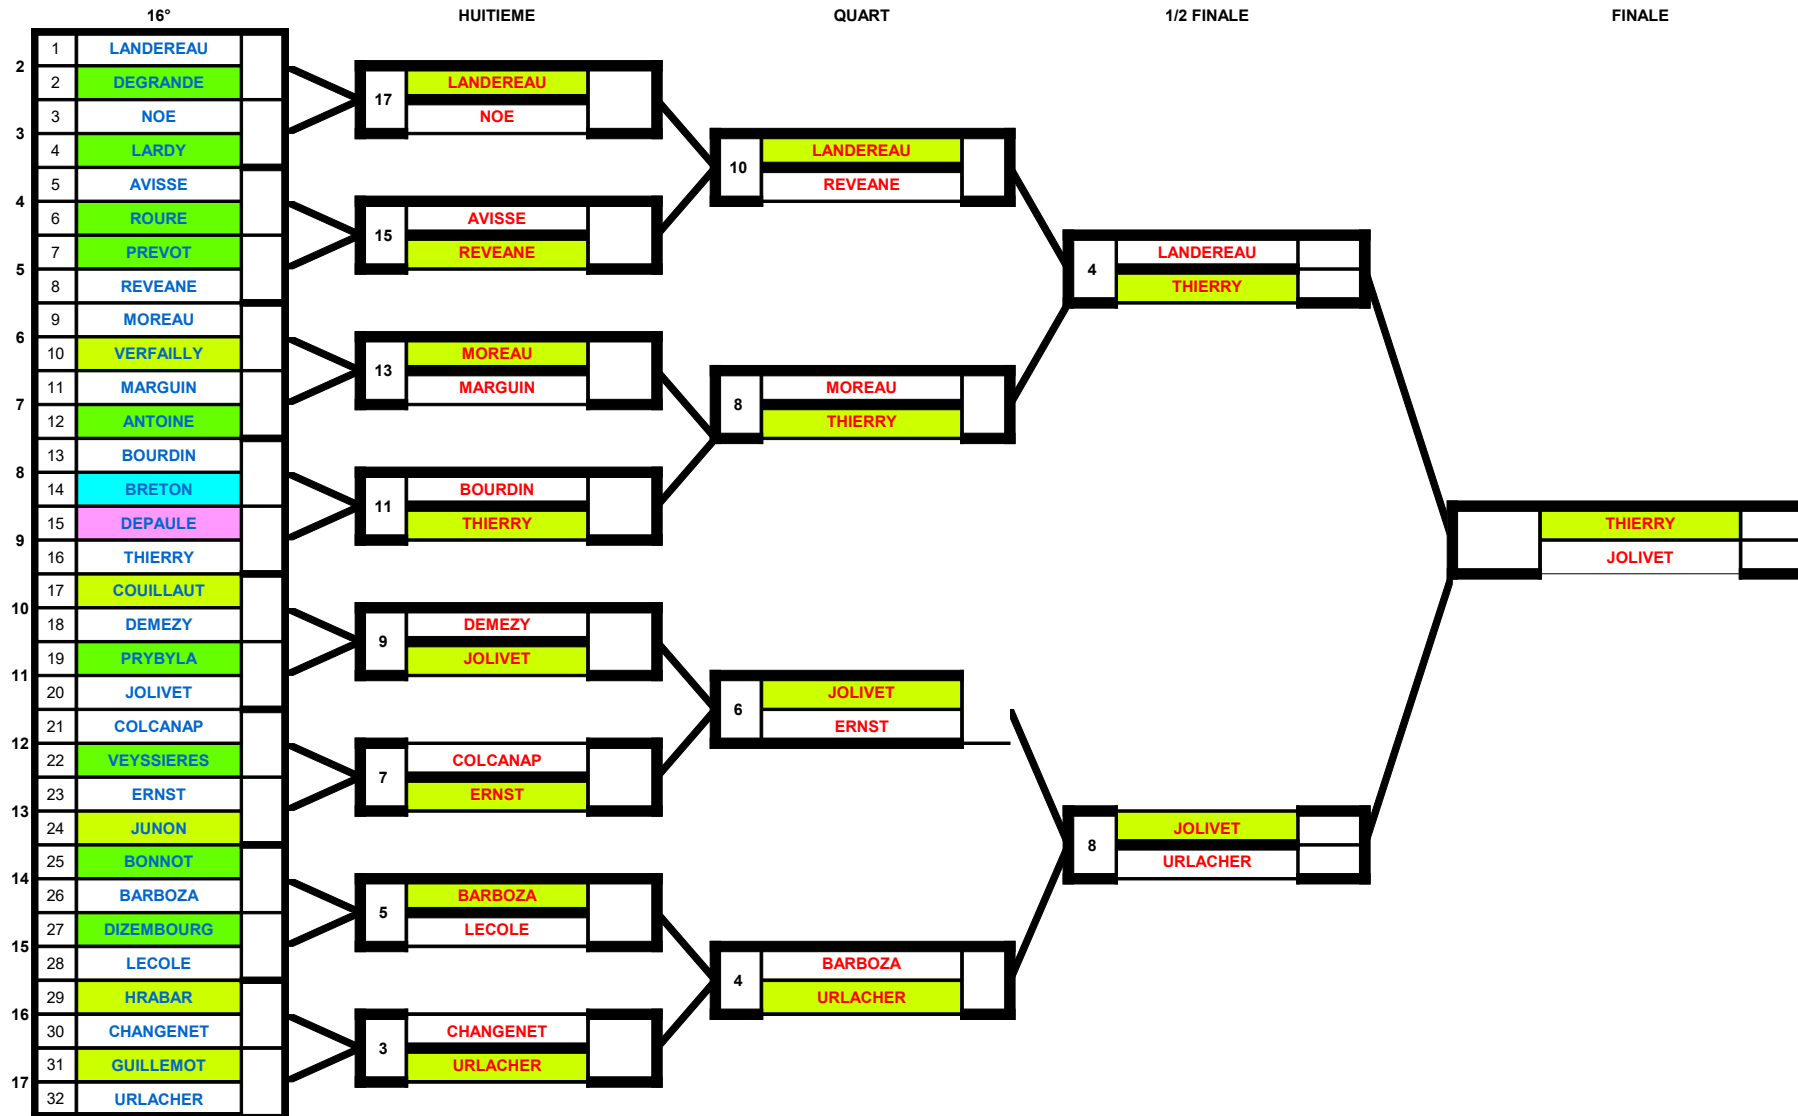 16° HUITIEME QUART 1/2 FINALE FINALE
1 LANDEREAU
2
2 DEGRANDE
3 NOE
3
4 LARDY
5 AVISSE
4
6 ROURE
7 PREVOT
5
8 REVEANE
9 MOREAU
6
10 VERFAILLY
11 MARGUIN
7
12 ANTOINE
13 BOURDIN
8
14 BRETON
15 DEPAULE
9
16 THIERRY
17 COUILLAUT
10
18 DEMEZY
19 PRYBYLA
11
20 JOLIVET
21 COLCANAP
12
22 VEYSSIERES
23 ERNST
13
24 JUNON
25 BONNOT
14
26 BARBOZA
27 DIZEMBOURG
15
28 LECOLE
29 HRABAR
16
30 CHANGENET
31 GUILLEMOT
17
32 URLACHER
17
LANDEREAU
NOE
15
AVISSE
REVEANE
13
MOREAU
MARGUIN
11
BOURDIN
THIERRY
9
DEMEZY
JOLIVET
7
COLCANAP
ERNST
5
BARBOZA
LECOLE
3
CHANGENET
URLACHER
10
LANDEREAU
REVEANE
8
MOREAU
THIERRY
6
JOLIVET
ERNST
4
BARBOZA
URLACHER
4
LANDEREAU
THIERRY
8
JOLIVET
URLACHER
THIERRY
JOLIVET